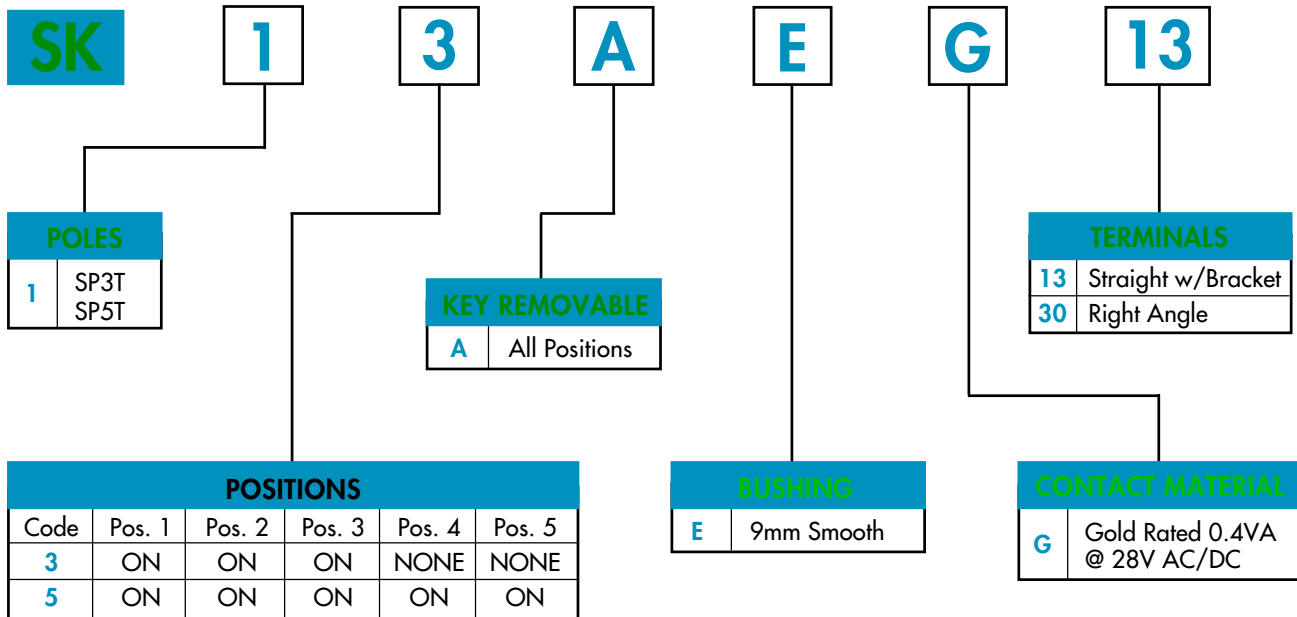 SK 1 3 A E G 13
POLES
1 SP3T
SP5T
KEY REMOVABLE
A All Positions
TERMINALS
13 Straight w/Bracket
30 Right Angle
POSITIONS
Code Pos. 1 Pos. 2 Pos. 3 Pos. 4 Pos. 5
3 ON ON ON NONE NONE
5 ON ON ON ON ON
BUSHING
E 9mm Smooth
CONTACT MATERIAL
G Gold Rated 0.4VA
@ 28V AC/DC